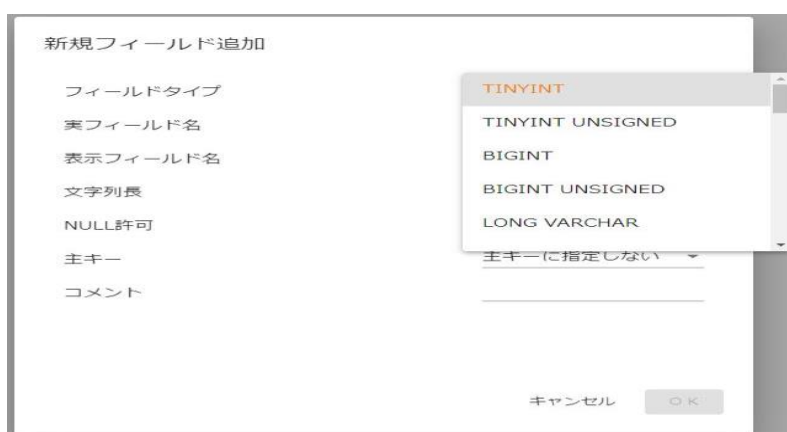 新規フィールド追加
フィールドタイプ
TINYINT
実フィールド名
TINYINT UNSIGNED
表示フィールド名
BIGINT
文字列長
BIGINT UNSIGNED
NULL許可
LONG VARCHAR
主キー
主キーに指定しない
コメント
キャンセル
OK